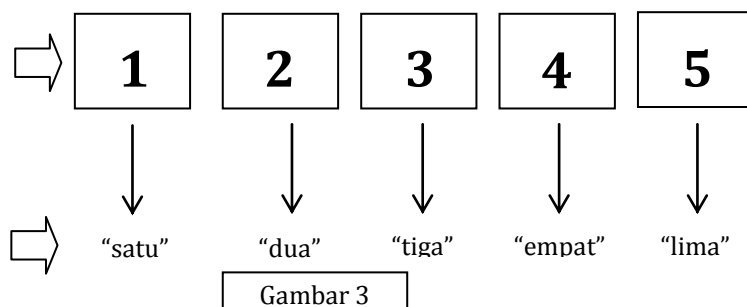 1 2 3 4 5
“satu” “dua” “tiga” “empat” “lima”
Gambar 3